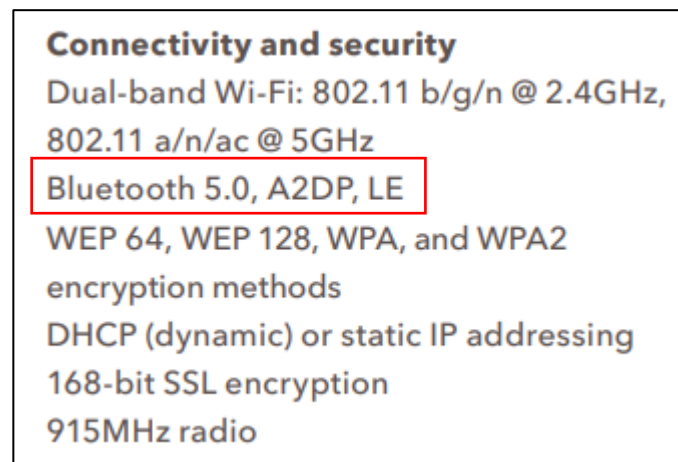 Connectivity and security
Dual-band Wi-Fi: 802.11 b/g/n @ 2.4GHz,
802.11 a/n/ac @ 5GHz
Bluetooth 5.0, A2DP, LE
WEP 64, WEP 128, WPA, and WPA2
encryption methods
DHCP (dynamic) or static IP addressing
168-bit SSL encryption
915MHz radio